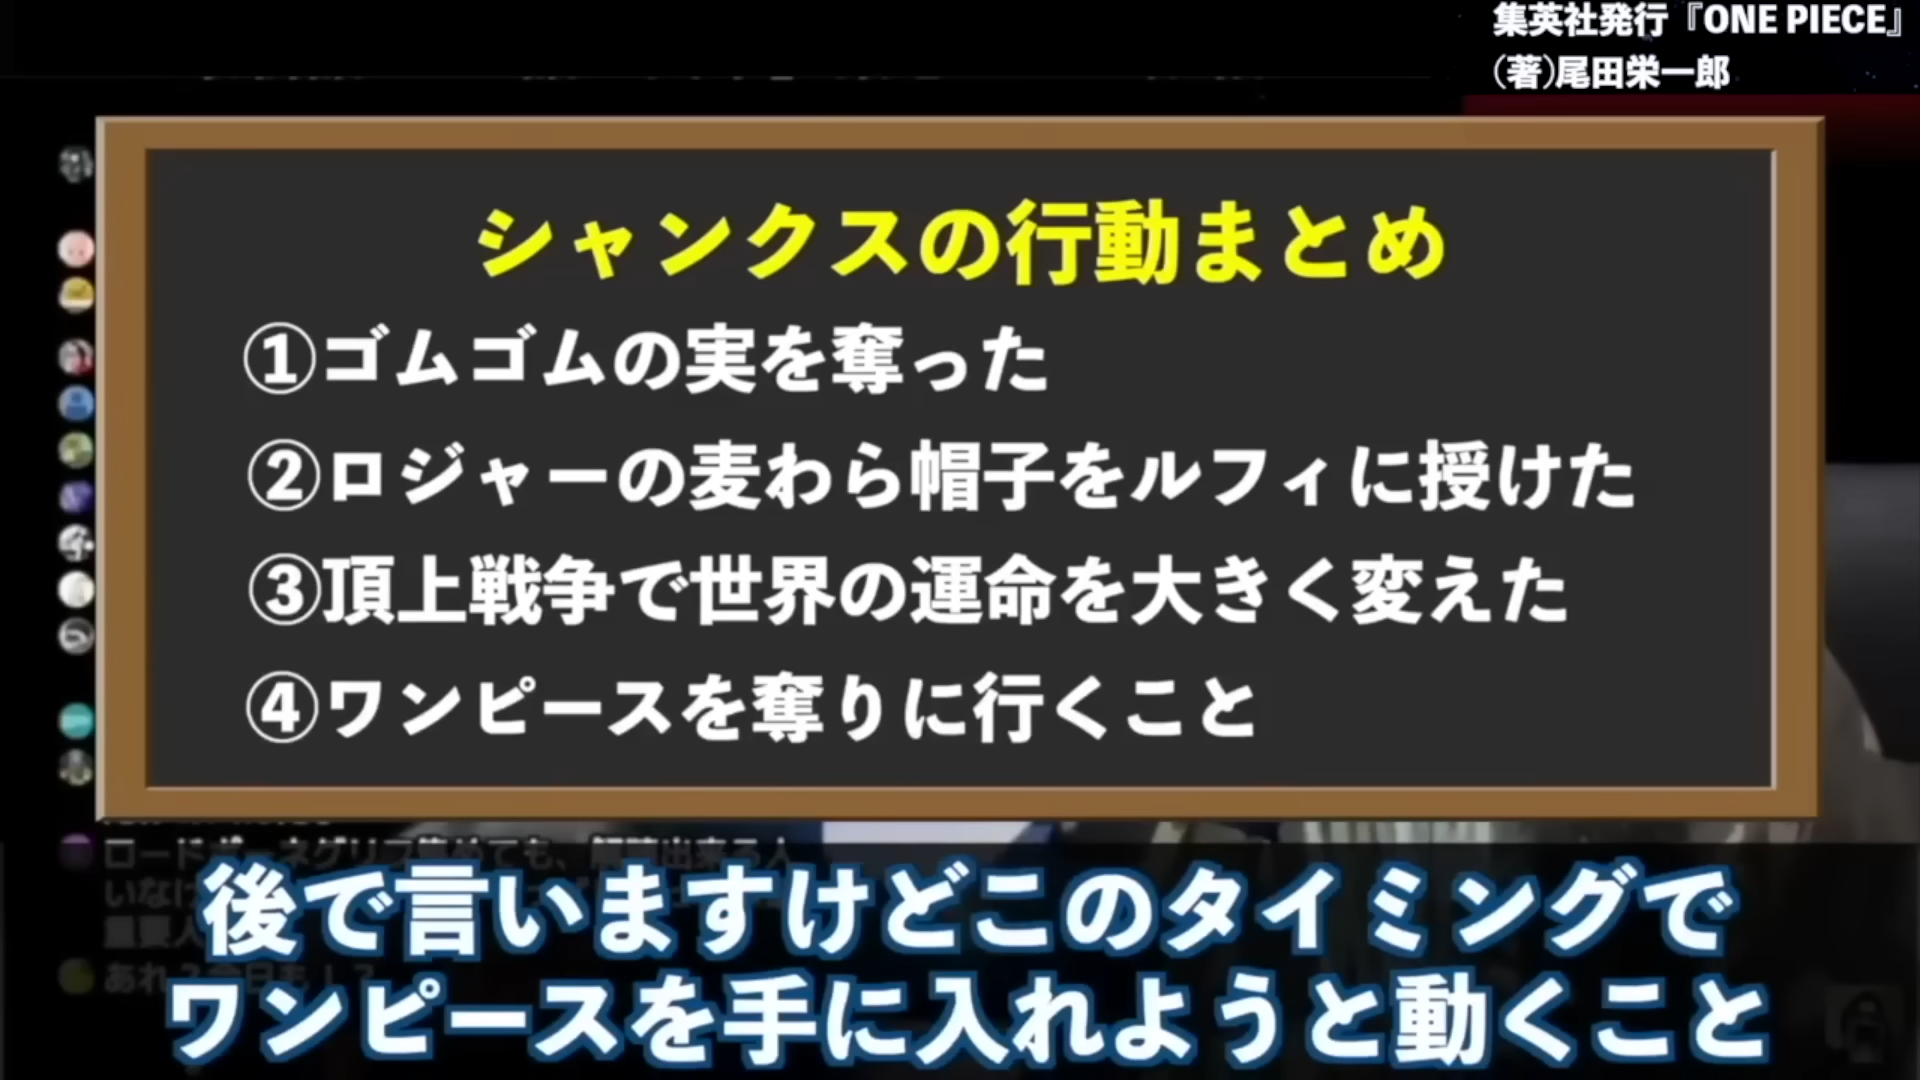 集英社発行『ONE PIECE』
(著)尾田栄一郎
シャンクスの行動まとめ
①ゴムゴムの実を奪った
②ロジャーの麦わら帽子をルフィに授けた
③頂上戦争で世界の運命を大きく変えた
④ワンピースを奪りに行くこと
後で言いますけどこのタイミングで
ワンピースを手に入れようと動くこと